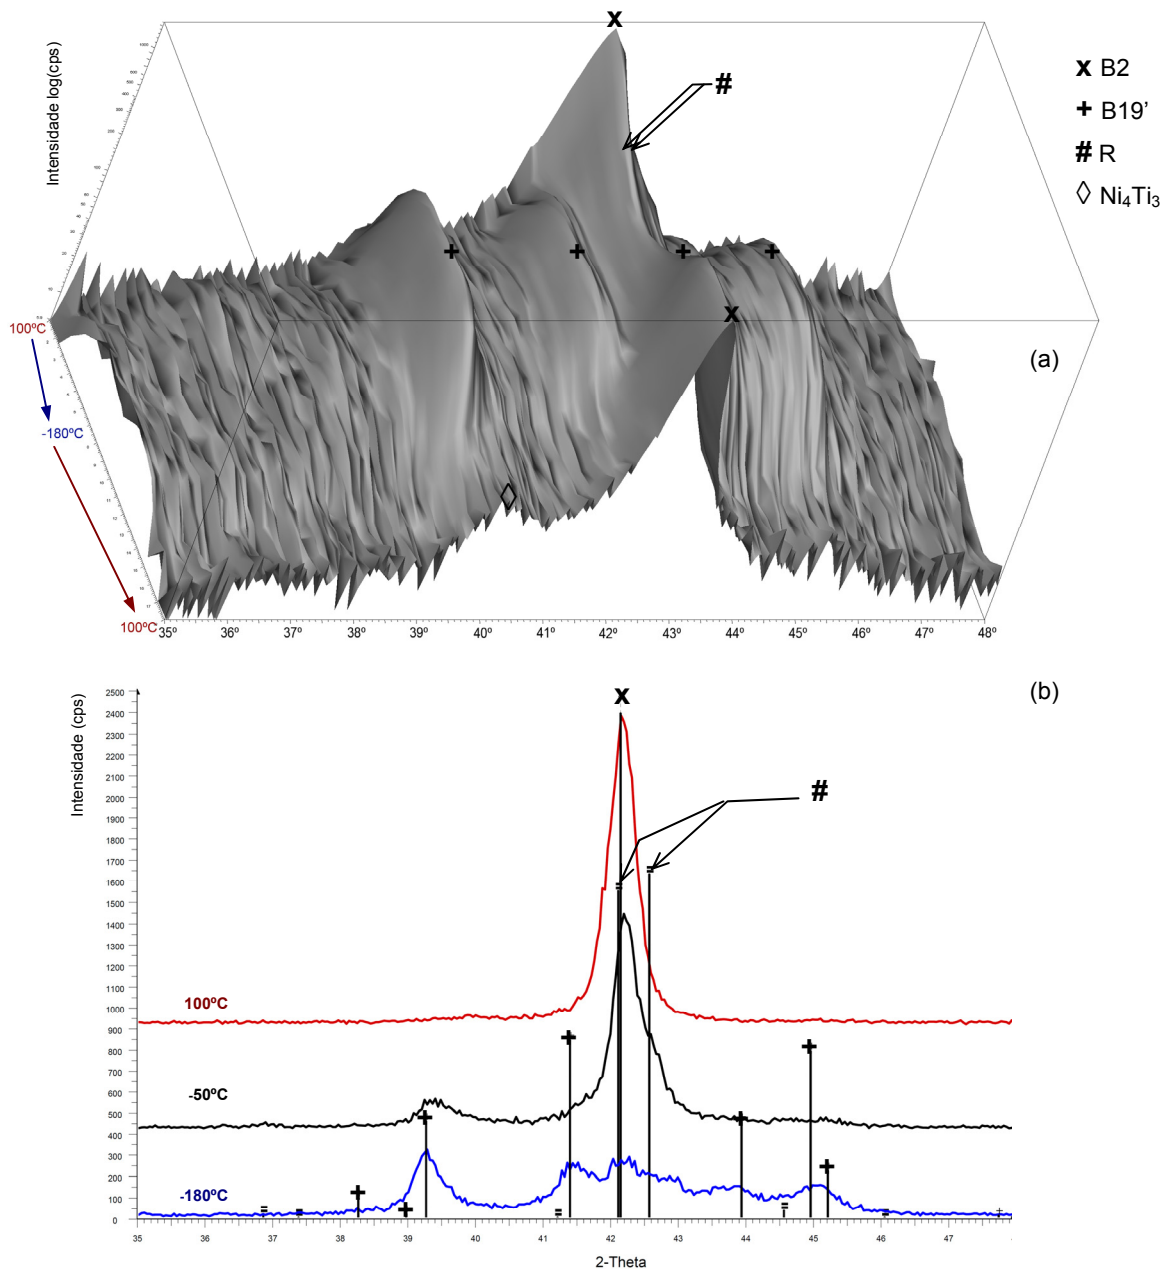 x
#
Intensidade log(cps)
x B2
+ B19'
# R
◊ Ni₄Ti₃
+ + + +
x
100ºC
(a)
-180ºC
◊
100ºC
35º 36º 37º 38º 39º 40º 41º 42º 43º 44º 45º 46º 47º 48º
(b)
x
Intensidade (cps)
2500
2400
2300
2200
2100
2000
#
1900
1800
1700
1600
1500
1400
1300
1200
1100
100ºC
1000
900
800
700
600
-50ºC
500
400
300
200
-180ºC
100
0
35 36 37 38 39 40 41 42 43 44 45 46 47
2-Theta